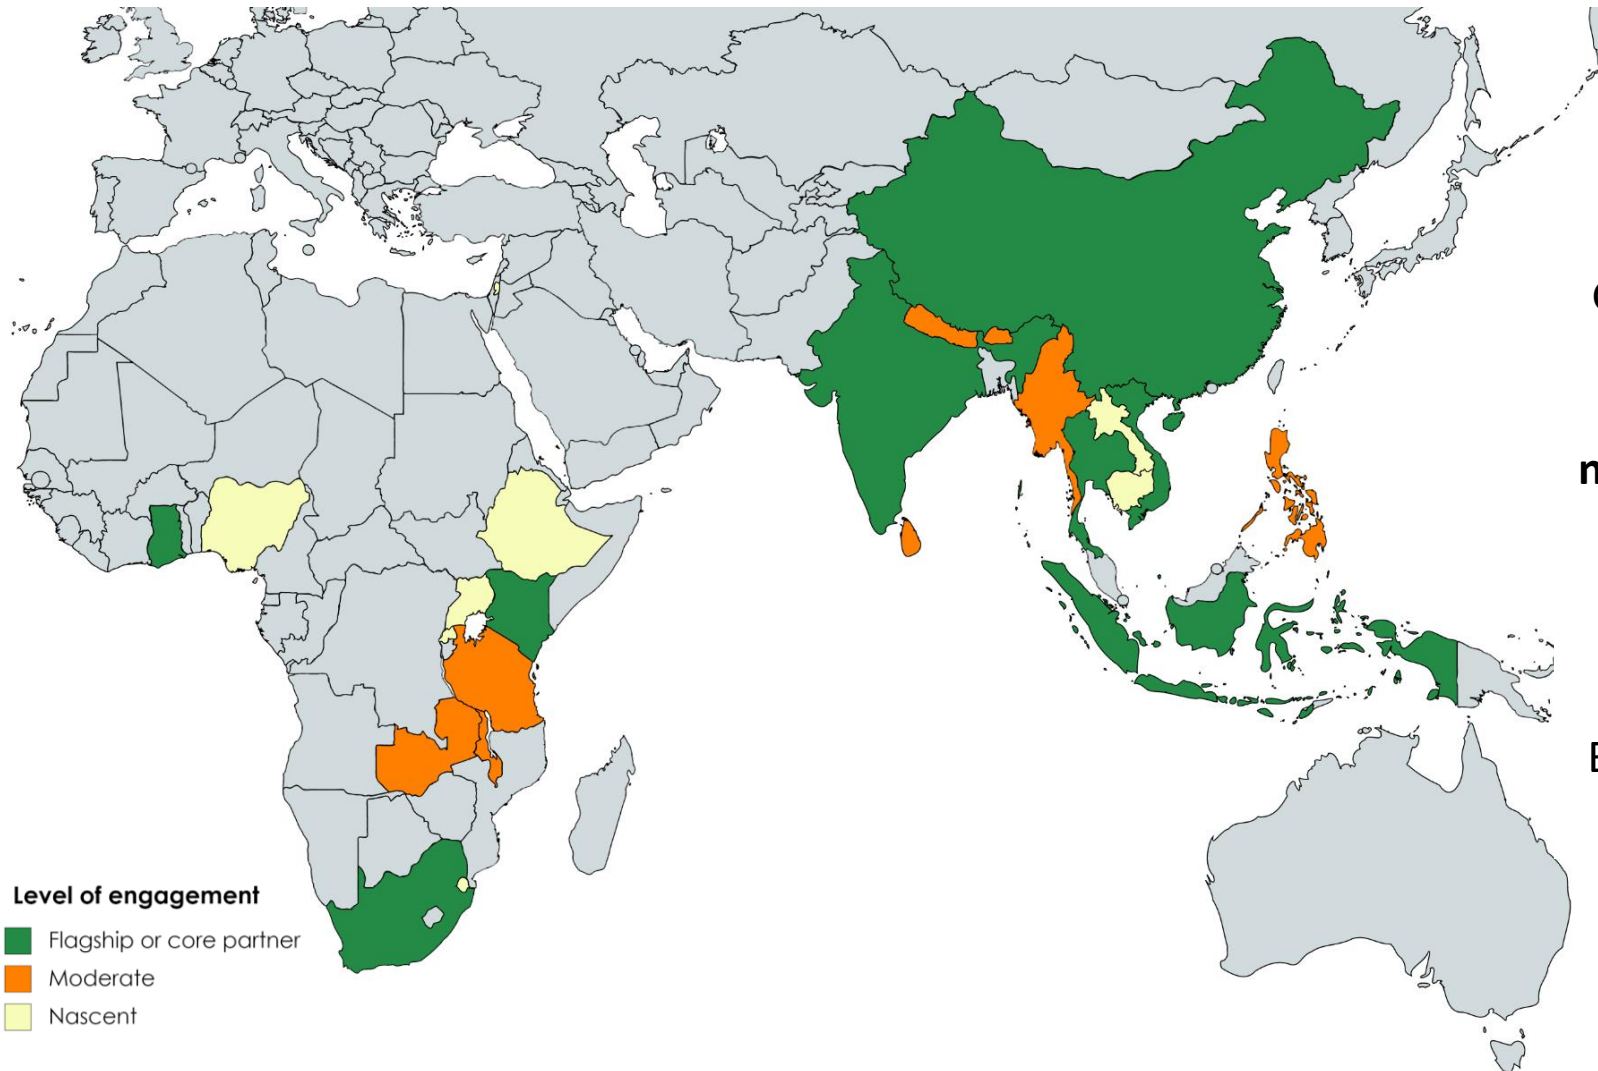 Level of engagement
Flagship or core partner
Moderate
Nascent
n
E